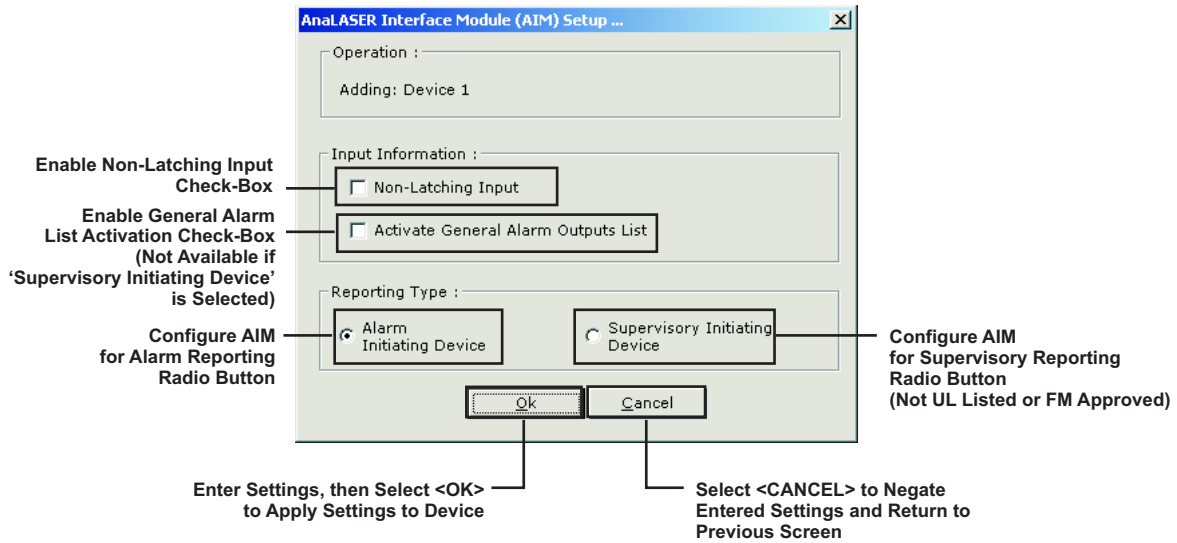 AnaLASER Interface Module (AIM) Setup ...
Operation :
Adding: Device 1
Input Information :
Enable Non-Latching Input
Check-Box
Non-Latching Input
Enable General Alarm
List Activation Check-Box
(Not Available if
‘Supervisory Initiating Device’
is Selected)
Activate General Alarm Outputs List
Reporting Type :
Configure AIM
for Alarm Reporting
Radio Button
Alarm
Initiating Device
Supervisory Initiating
Device
Configure AIM
for Supervisory Reporting
Radio Button
(Not UL Listed or FM Approved)
Ok
Cancel
Enter Settings, then Select <OK>
to Apply Settings to Device
Select <CANCEL> to Negate
Entered Settings and Return to
Previous Screen